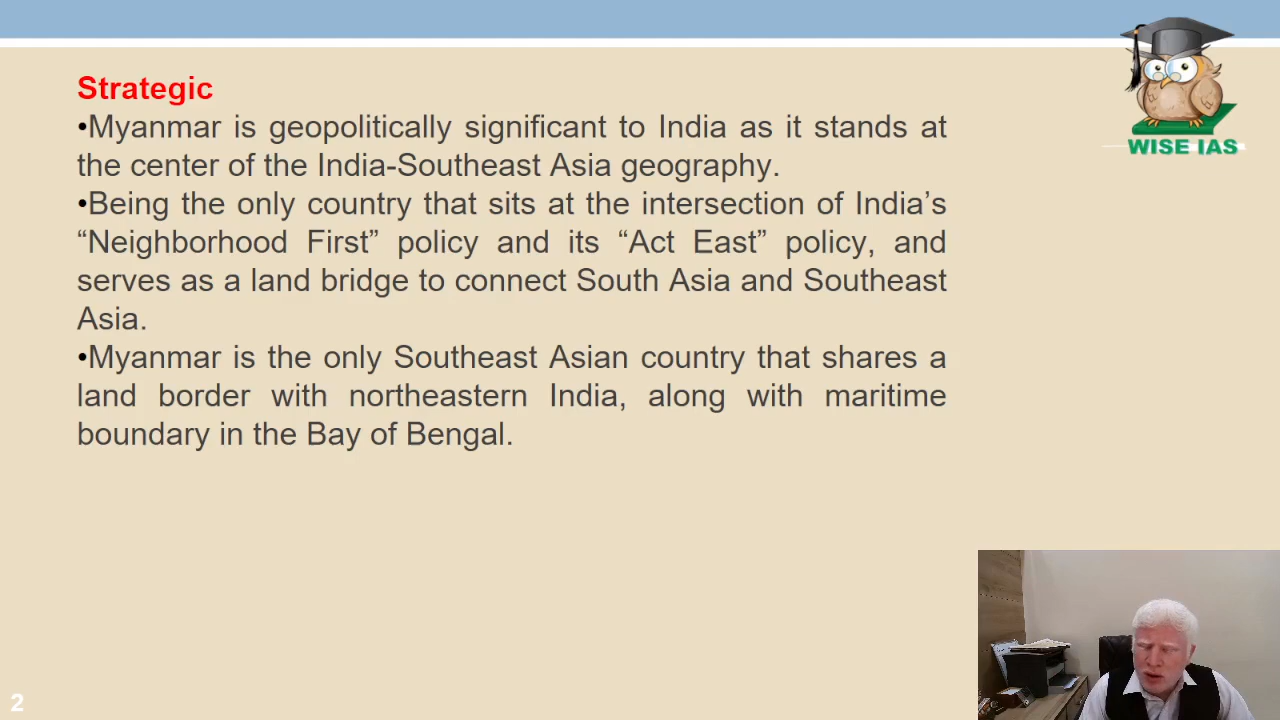 Strategic
•Myanmar is geopolitically significant to India as it stands at
the center of the India-Southeast Asia geography.
•Being the only country that sits at the intersection of India’s
“Neighborhood First” policy and its “Act East” policy, and
serves as a land bridge to connect South Asia and Southeast
Asia.
•Myanmar is the only Southeast Asian country that shares a
land border with northeastern India, along with maritime
boundary in the Bay of Bengal.
WISE IAS
2